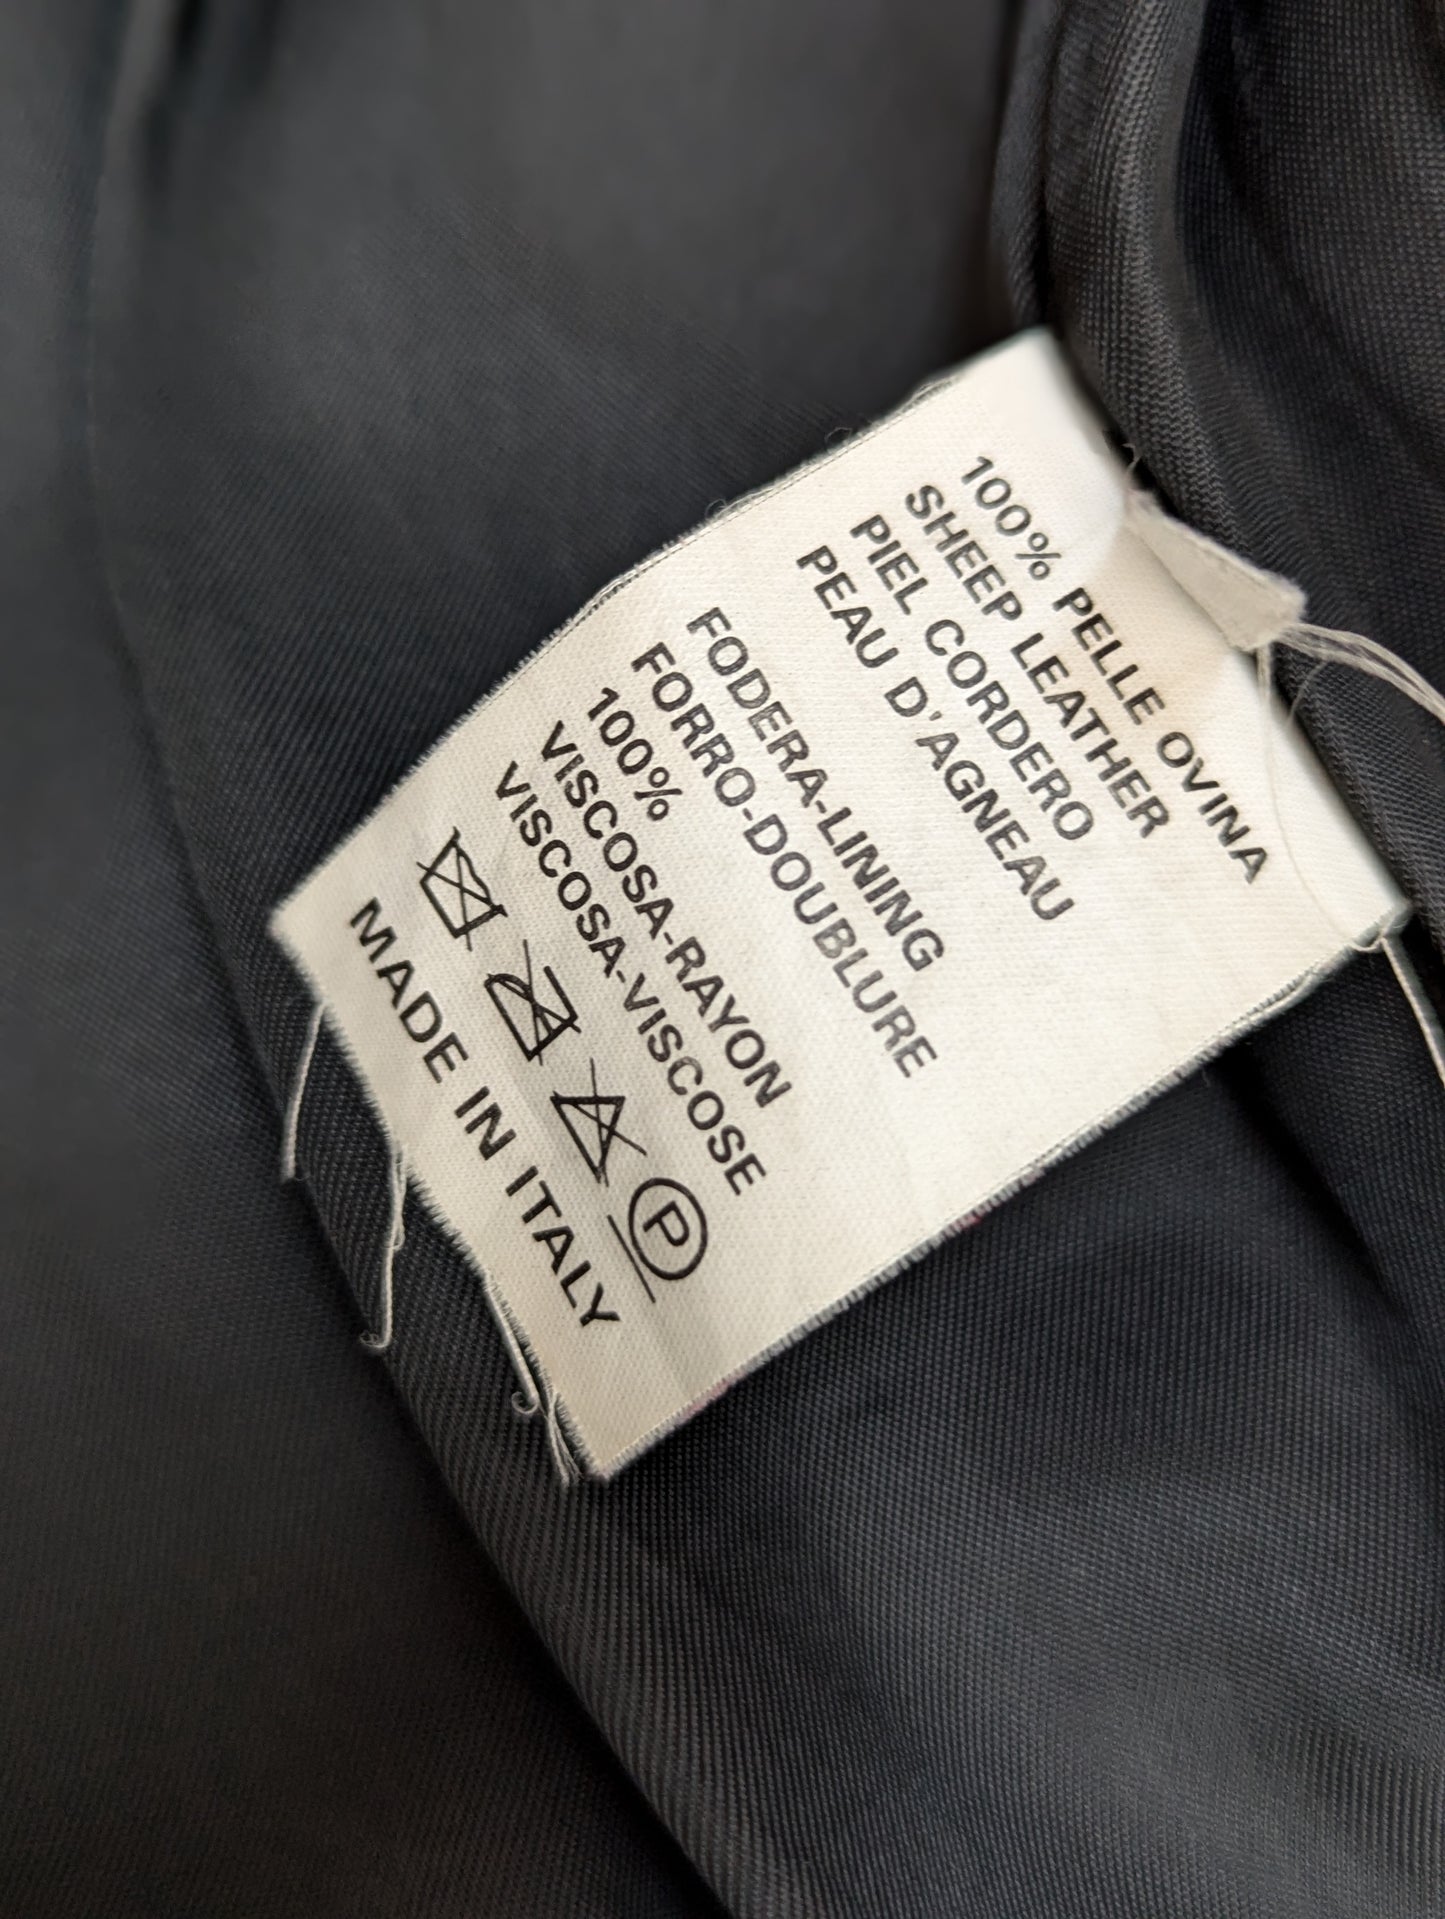 100% PELLE OVINA
SHEEP LEATHER
PIEL CORDERO
PEAU D'AGNEAU
FODERA-LINING
FORRO-DOUBLURE
100%
VISCOSA-RAYON
VISCOSA-VISCOSE
P
MADE IN ITALY